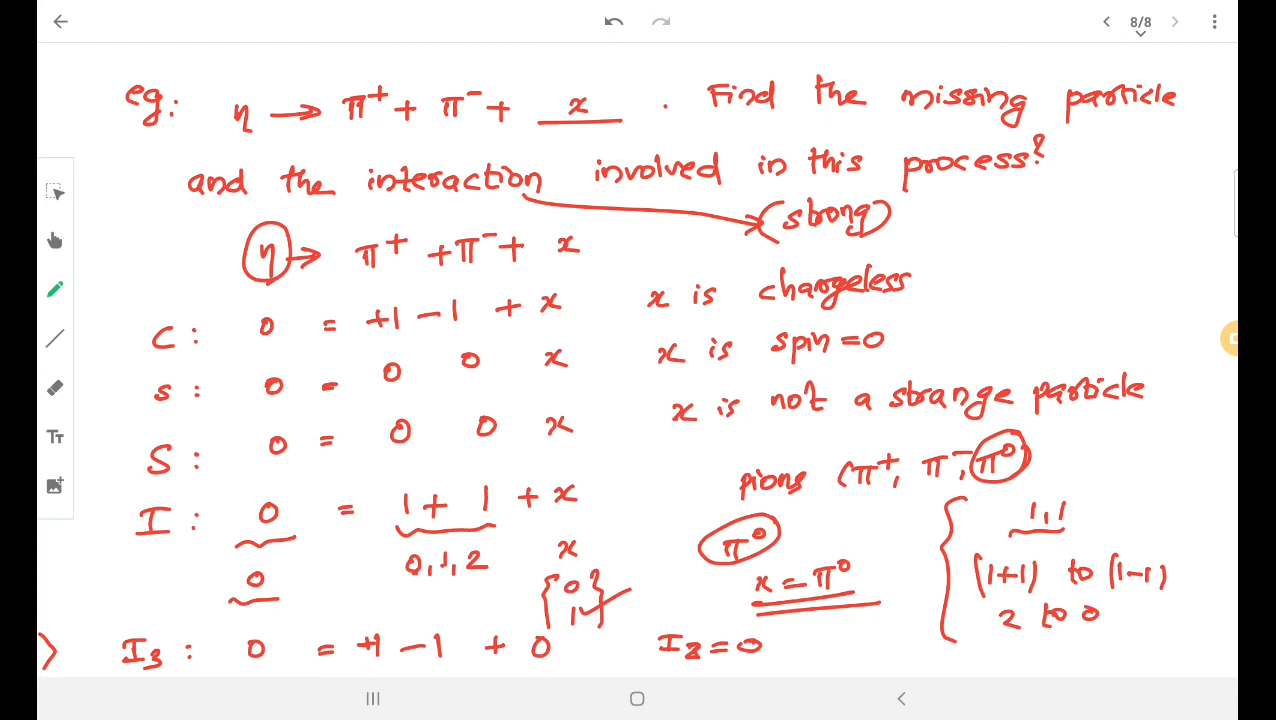 8/8
eg: η → π⁺ + π⁻ + x . Find the missing particle
and the interaction involved in this process?
(strong)
η → π⁺ + π⁻ + x
C : 0 = +1 -1 + x x is chargeless
s : 0 = 0 0 x x is spin = 0
S : 0 = 0 0 x x is not a strange particle
pions (π⁺, π⁻, π⁰)
I : 0 = 1 + 1 + x 1,1
0 0,1,2 x π⁰ (1+1) to (1-1)
{0 1} x = π⁰ 2 to 0
I₃ : 0 = +1 -1 + 0 I₃ = 0
Tт